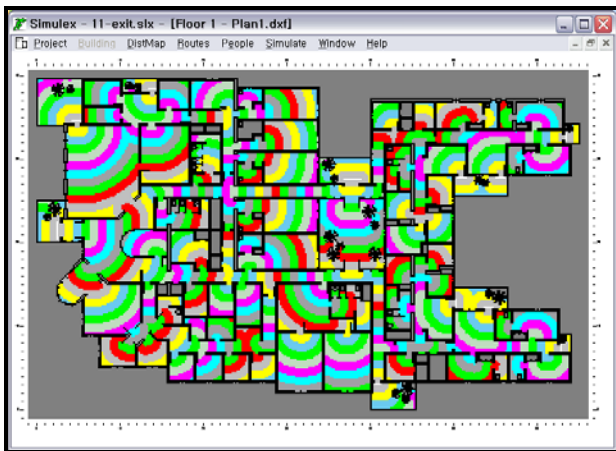 Simulex - 11-exit.slx - [Floor 1 - Plan1.dxf]
Project Building DistMap Routes People Simulate Window Help